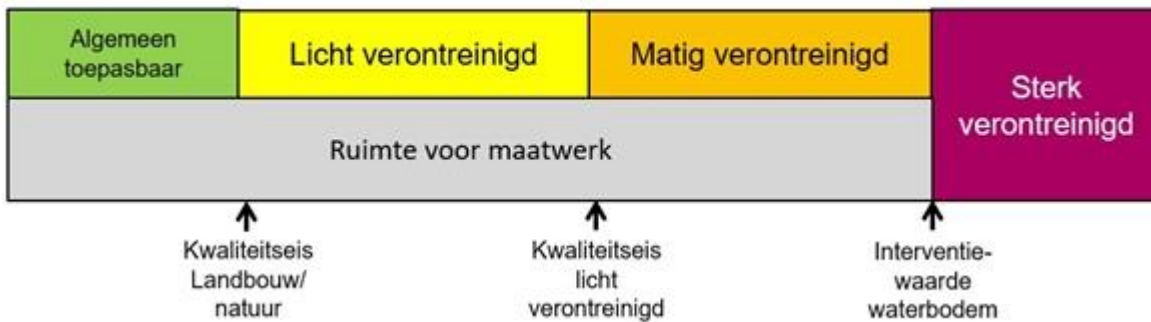 Algemeen
toepasbaar
Licht verontreinigd
Matig verontreinigd
Sterk
verontreinigd
Ruimte voor maatwerk
Kwaliteitseis
Landbouw/
natuur
Kwaliteitseis
licht
verontreinigd
Interventie-
waarde
waterbodem